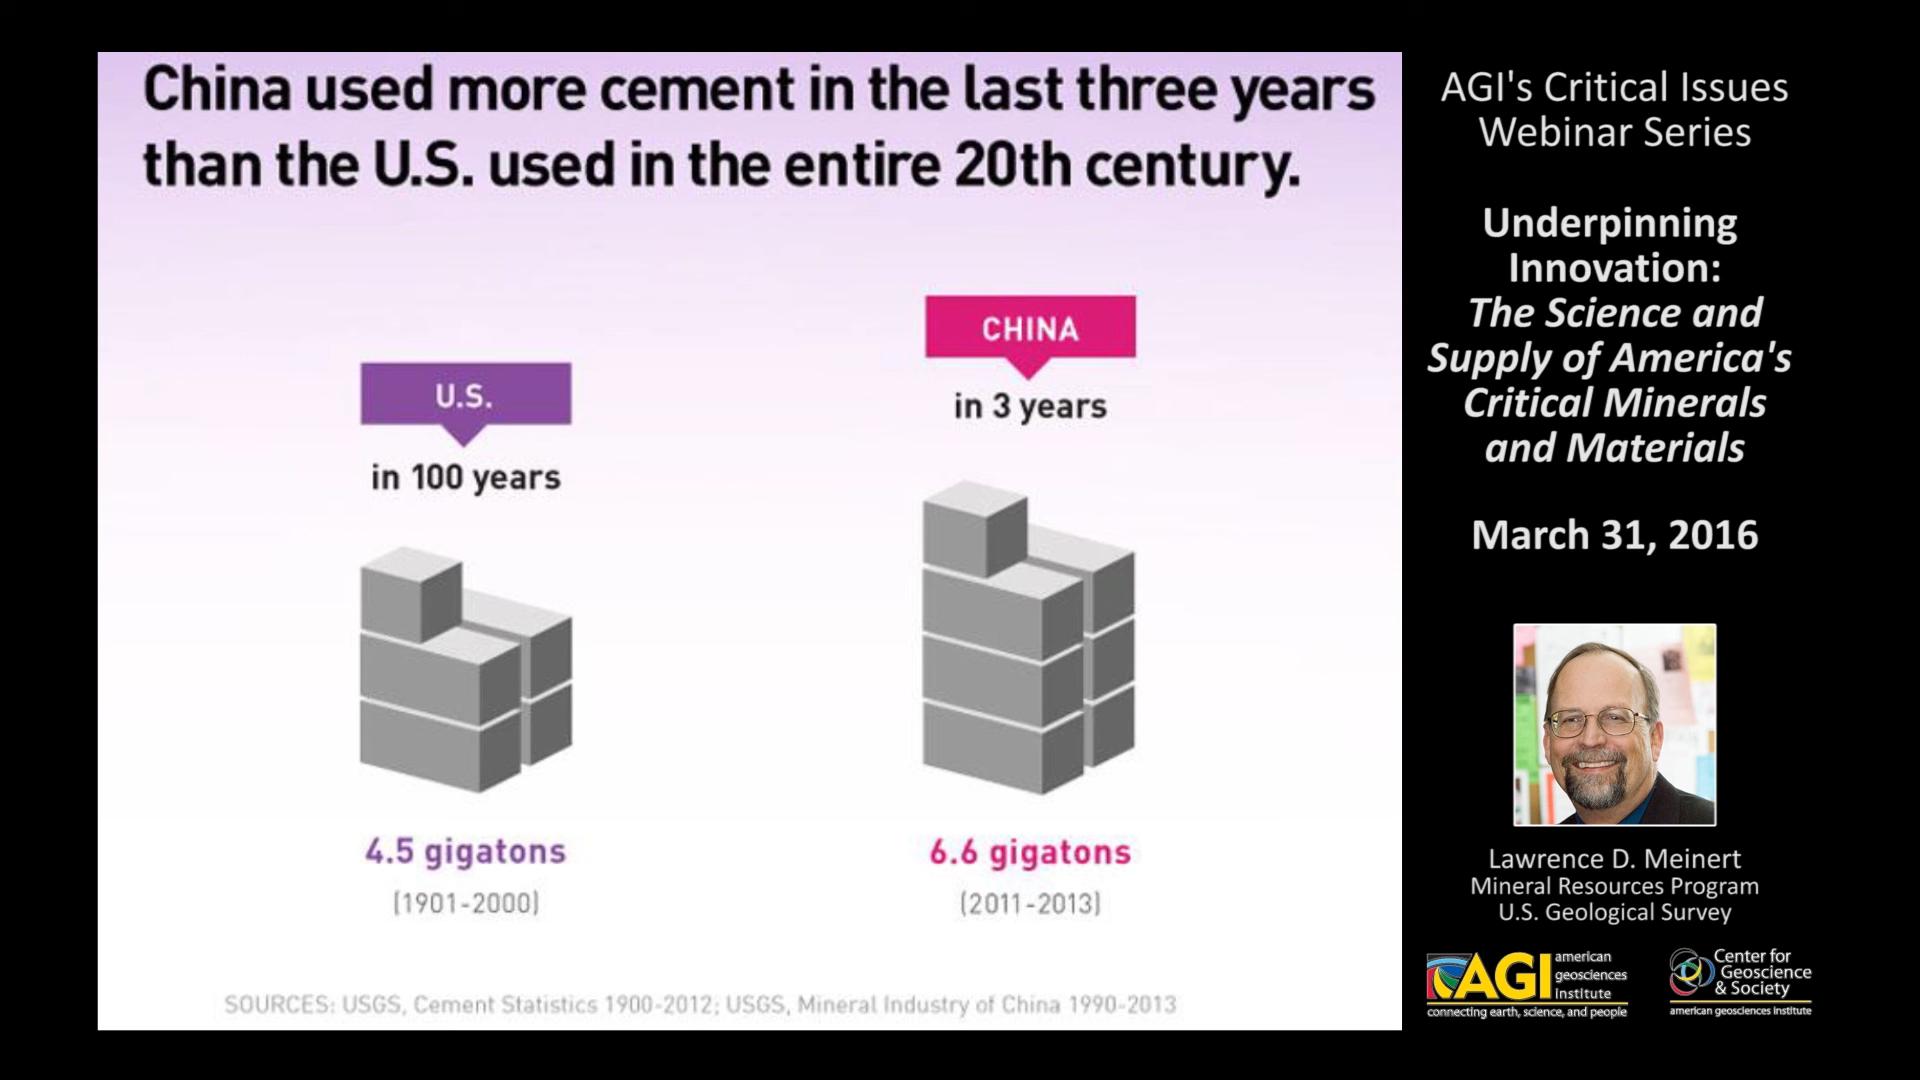 China used more cement in the last three years
than the U.S. used in the entire 20th century.
U.S.
in 100 years
4.5 gigatons
(1901-2000)
CHINA
in 3 years
6.6 gigatons
(2011-2013)
SOURCES: USGS, Cement Statistics 1900-2012; USGS, Mineral Industry of China 1990-2013
AGI's Critical Issues
Webinar Series
Underpinning
Innovation:
The Science and
Supply of America's
Critical Minerals
and Materials
March 31, 2016
Lawrence D. Meinert
Mineral Resources Program
U.S. Geological Survey
AGI
american
geosciences
institute
connecting earth, science, and people
Center for
Geoscience
& Society
american geosciences institute